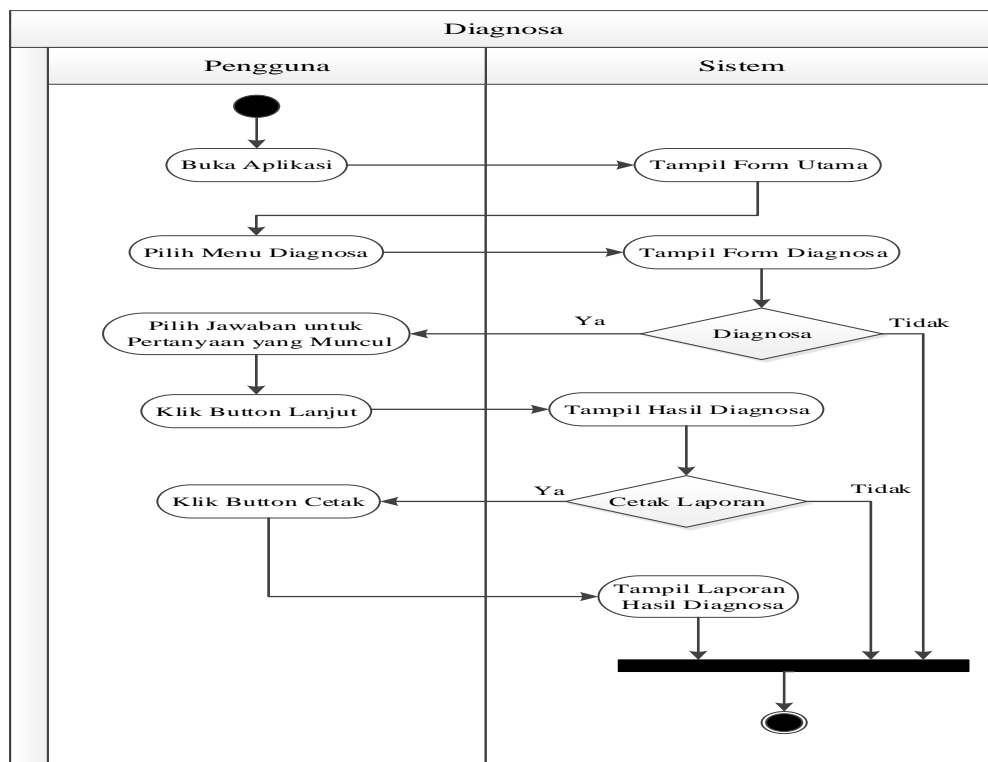 Diagnosa
Pengguna
Sistem
Buka Aplikasi
Tampil Form Utama
Pilih Menu Diagnosa
Tampil Form Diagnosa
Pilih Jawaban untuk
Pertanyaan yang Muncul
Ya
Diagnosa
Tidak
Klik Button Lanjut
Tampil Hasil Diagnosa
Klik Button Cetak
Ya
Cetak Laporan
Tidak
Tampil Laporan
Hasil Diagnosa